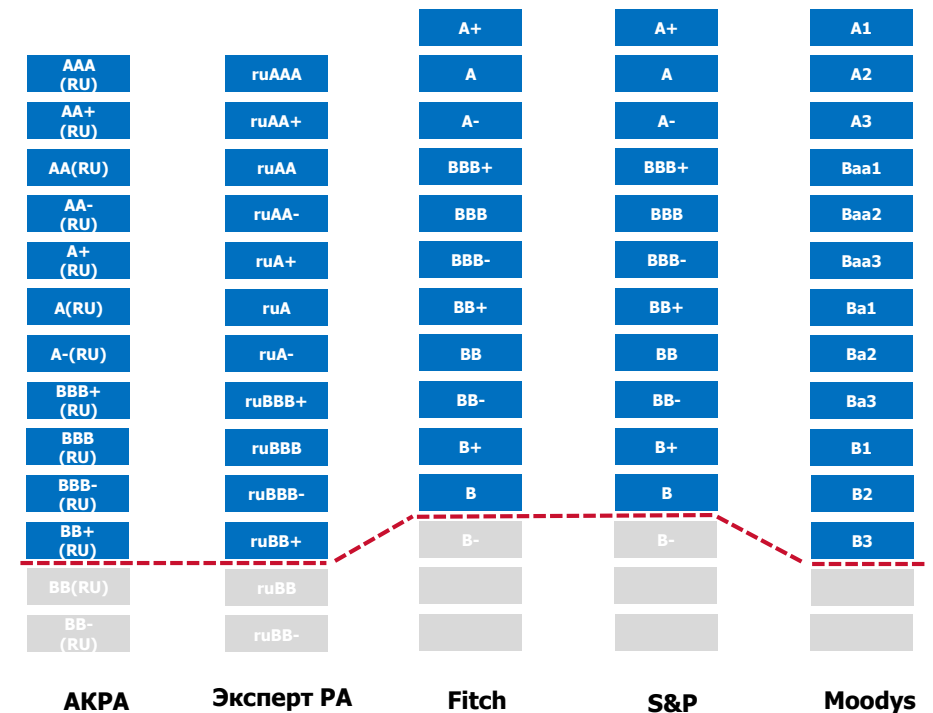 A+ A+ A1
AAA
(RU) ruAAA A A A2
AA+
(RU) ruAA+ A- A- A3
AA(RU) ruAA BBB+ BBB+ Baa1
AA-
(RU) ruAA- BBB BBB Baa2
A+
(RU) ruA+ BBB- BBB- Baa3
A(RU) ruA BB+ BB+ Ba1
A-(RU) ruA- BB BB Ba2
BBB+
(RU) ruBBB+ BB- BB- Ba3
BBB
(RU) ruBBB B+ B+ B1
BBB-
(RU) ruBBB- B B B2
BB+
(RU) ruBB+ B- B- B3
BB(RU) ruBB
BB-
(RU) ruBB-
АКРА Эксперт РА Fitch S&P Moodys